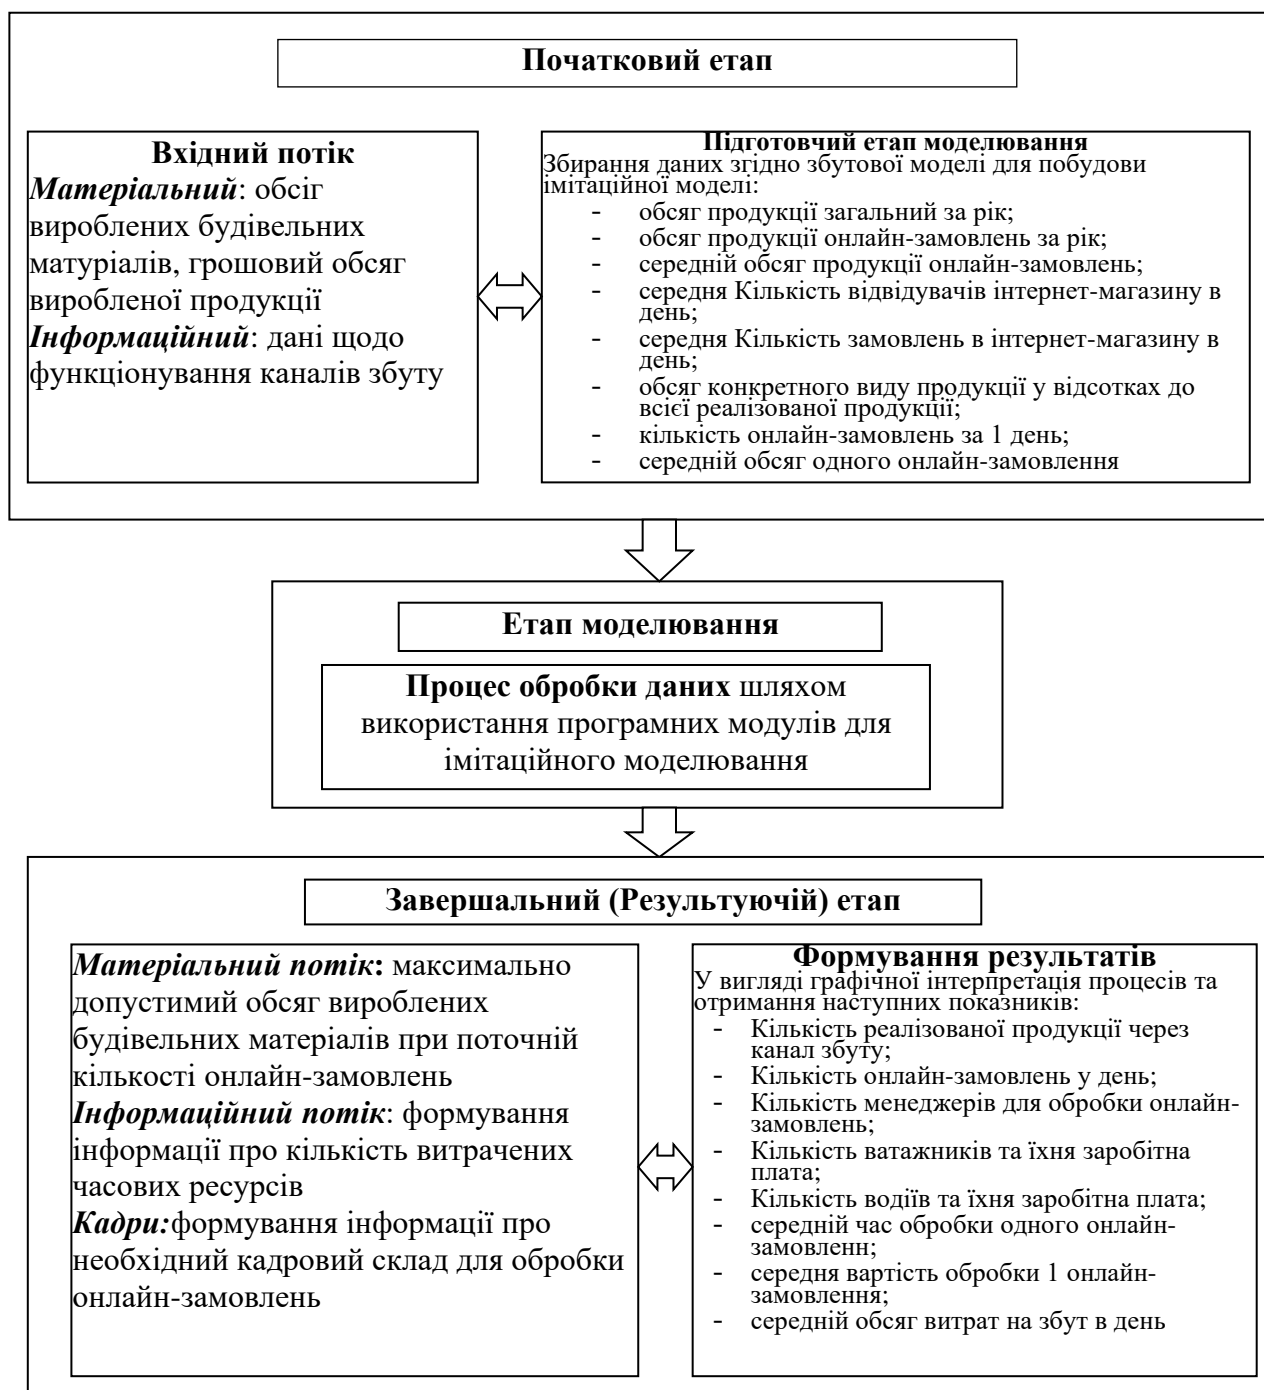 Початковий етап
Вхідний потік
Матеріальний: обсіг
вироблених будівельних
матуріалів, грошовий обсяг
виробленої продукції
Інформаційний: дані щодо
функціонування каналів збуту
Підготовчий етап моделювання
Збирання даних згідно збутової моделі для побудови
імітаційної моделі:
- обсяг продукції загальний за рік;
- обсяг продукції онлайн-замовлень за рік;
- середній обсяг продукції онлайн-замовлень;
- середня Кількість відвідувачів інтернет-магазину в
день;
- середня Кількість замовлень в інтернет-магазину в
день;
- обсяг конкретного виду продукції у відсотках до
всієї реалізованої продукції;
- кількість онлайн-замовлень за 1 день;
- середній обсяг одного онлайн-замовлення
Етап моделювання
Процес обробки даних шляхом
використання програмних модулів для
імітаційного моделювання
Завершальний (Результуючій) етап
Матеріальний потік: максимально
допустимий обсяг вироблених
будівельних матеріалів при поточній
кількості онлайн-замовлень
Інформаційний потік: формування
інформації про кількість витрачених
часових ресурсів
Кадри:формування інформації про
необхідний кадровий склад для обробки
онлайн-замовлень
Формування результатів
У вигляді графічної інтерпретація процесів та
отримання наступних показників:
- Кількість реалізованої продукції через
канал збуту;
- Кількість онлайн-замовлень у день;
- Кількість менеджерів для обробки онлайн-
замовлень;
- Кількість ватажників та їхня заробітна
плата;
- Кількість водіїв та їхня заробітна плата;
- середній час обробки одного онлайн-
замовленн;
- середня вартість обробки 1 онлайн-
замовлення;
- середній обсяг витрат на збут в день